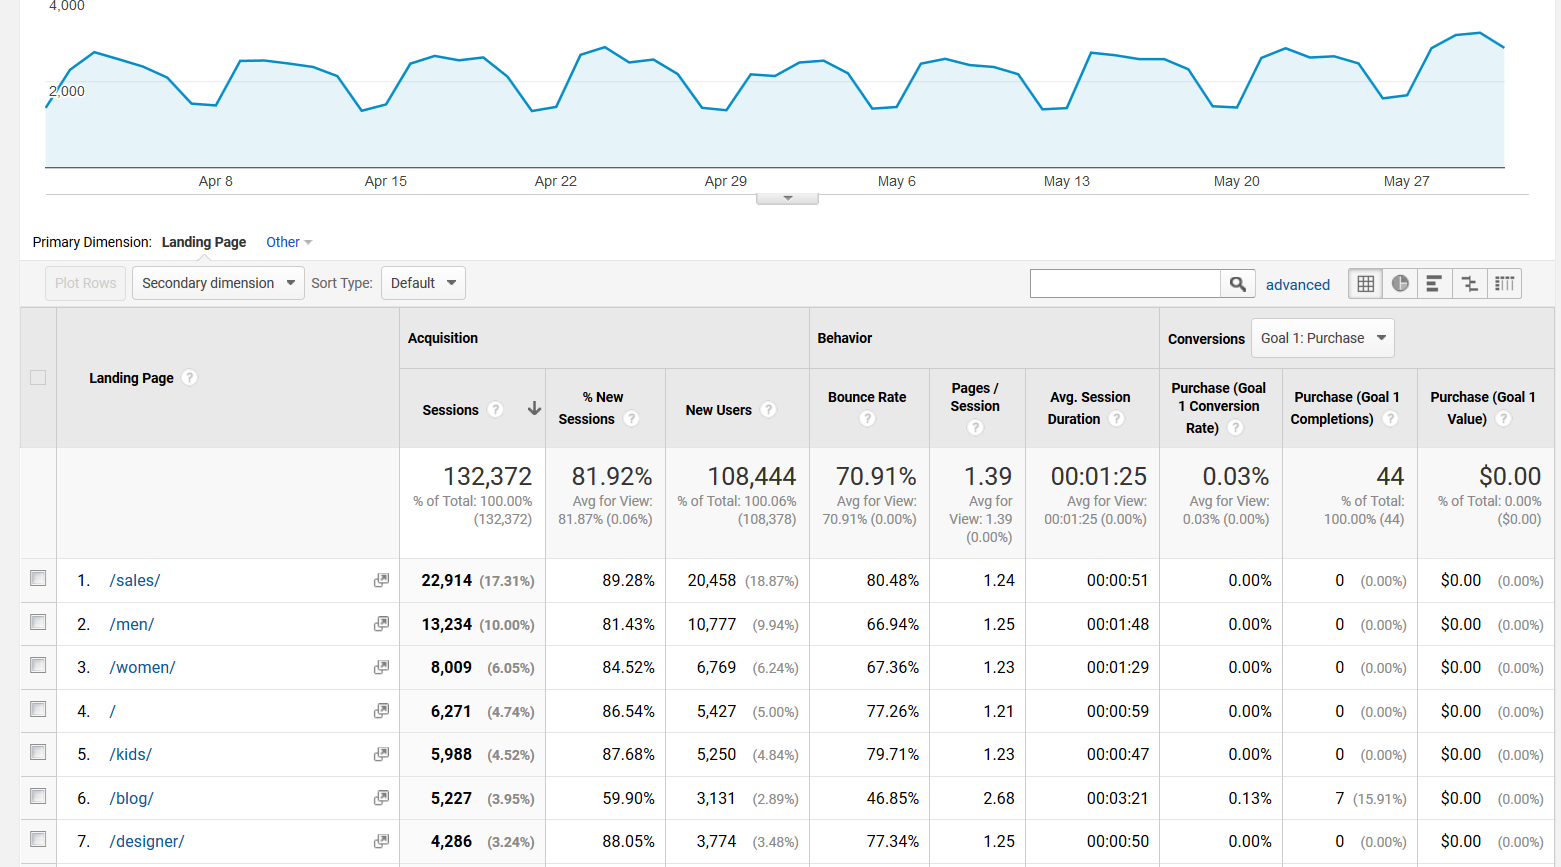 4,000
2,000
Apr 8 Apr 15 Apr 22 Apr 29 May 6 May 13 May 20 May 27
Primary Dimension: Landing Page Other
Plot Rows Secondary dimension Sort Type: Default advanced
Acquisition Behavior Conversions Goal 1: Purchase
Landing Page ?
Sessions ?
% New
Sessions ?
New Users ?
Bounce Rate
?
Pages /
Session
?
Avg. Session
Duration ?
Purchase (Goal
1 Conversion
Rate) ?
Purchase (Goal 1
Completions) ?
Purchase (Goal 1
Value) ?
132,372
% of Total: 100.00%
(132,372)
81.92%
Avg for View:
81.87% (0.06%)
108,444
% of Total: 100.06%
(108,378)
70.91%
Avg for View:
70.91% (0.00%)
1.39
Avg for
View: 1.39
(0.00%)
00:01:25
Avg for View:
00:01:25 (0.00%)
0.03%
Avg for View:
0.03% (0.00%)
44
% of Total:
100.00% (44)
$0.00
% of Total: 0.00%
($0.00)
1. /sales/ 22,914 (17.31%) 89.28% 20,458 (18.87%) 80.48% 1.24 00:00:51 0.00% 0 (0.00%) $0.00 (0.00%)
2. /men/ 13,234 (10.00%) 81.43% 10,777 (9.94%) 66.94% 1.25 00:01:48 0.00% 0 (0.00%) $0.00 (0.00%)
3. /women/ 8,009 (6.05%) 84.52% 6,769 (6.24%) 67.36% 1.23 00:01:29 0.00% 0 (0.00%) $0.00 (0.00%)
4. / 6,271 (4.74%) 86.54% 5,427 (5.00%) 77.26% 1.21 00:00:59 0.00% 0 (0.00%) $0.00 (0.00%)
5. /kids/ 5,988 (4.52%) 87.68% 5,250 (4.84%) 79.71% 1.23 00:00:47 0.00% 0 (0.00%) $0.00 (0.00%)
6. /blog/ 5,227 (3.95%) 59.90% 3,131 (2.89%) 46.85% 2.68 00:03:21 0.13% 7 (15.91%) $0.00 (0.00%)
7. /designer/ 4,286 (3.24%) 88.05% 3,774 (3.48%) 77.34% 1.25 00:00:50 0.00% 0 (0.00%) $0.00 (0.00%)